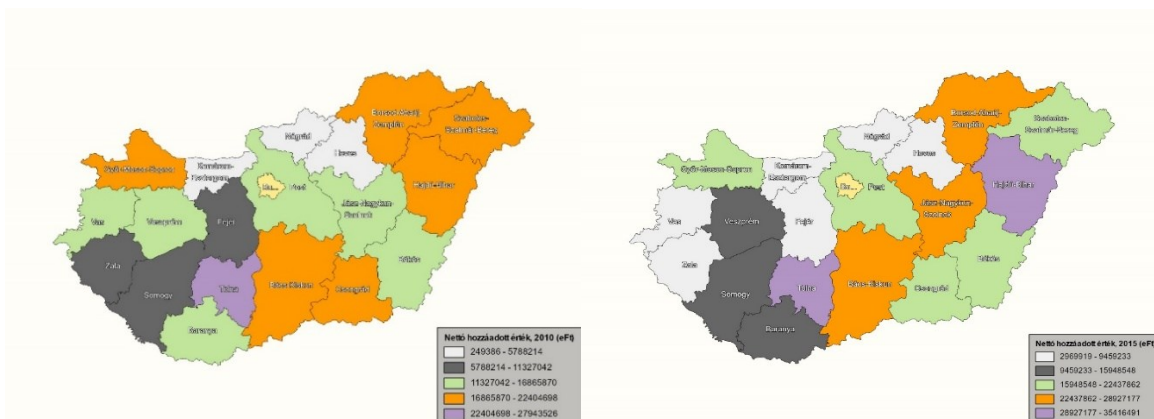 Borsod-Abaúj-
Zemplén
Szabolcs-
Szatmár-Bereg
Nógrád
Heves
Győr-Moson-Sopron
Komárom-
Esztergom
Hajdú-Bihar
Bu...
Pest
Jász-Nagykun-
Szolnok
Vas
Veszprém
Fejér
Békés
Zala
Somogy
Tolna
Bács-Kiskun
Csongrád
Baranya
Nettó hozzáadott érték, 2010 (eFt)
249386 - 5788214
5788214 - 11327042
11327042 - 16865870
16865870 - 22404698
22404698 - 27943526
Borsod-Abaúj-
Zemplén
Szabolcs-
Szatmár-Bereg
Nógrád
Heves
Győr-Moson-Sopron
Komárom-
Esztergom
Hajdú-Bihar
Bu...
Pest
Jász-Nagykun-
Szolnok
Vas
Veszprém
Fejér
Békés
Zala
Somogy
Tolna
Bács-Kiskun
Csongrád
Baranya
Nettó hozzáadott érték, 2015 (eFt)
2969919 - 9459233
9459233 - 15948548
15948548 - 22437862
22437862 - 28927177
28927177 - 35416491